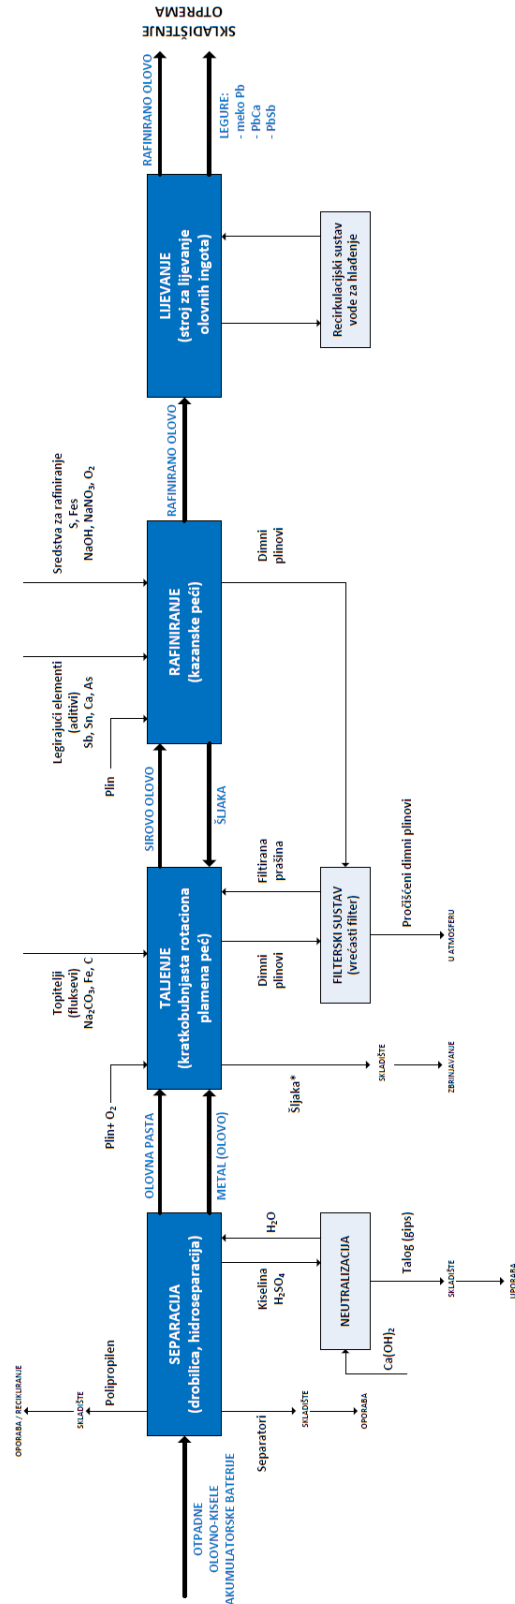 OTPADNE
OLOVNO-KISELE
AKUMULATORSKE BATERIJE
OPORABA / RECIKLIRANJE
SKLADIŠTE
Polipropilen
SEPARACIJA
(drobilica, hidroseparacija)
Separatori
SKLADIŠTE
OPORABA
Kiselina
H₂SO₄
H₂O
NEUTRALIZACIJA
Ca(OH)₂
Talog (gips)
SKLADIŠTE
UPORABA
OLOVNA PASTA
METAL (OLOVO)
Plin+ O₂
Topitelji
(fluksevi)
Na₂CO₃, Fe, C
TALJENJE
(kratkobubnjasta rotaciona
plamena peć)
Šljaka*
SKLADIŠTE
ZBRINJAVANJE
Dimni
plinovi
Filtirana
prašina
FILTERSKI SUSTAV
(vrećasti filter)
Pročišćeni dimni plinovi
U ATMOSFERU
SIROVO OLOVO
ŠLJAKA
Plin
Legirajući elementi
(aditivi)
Sb, Sn, Ca, As
Sredstva za rafiniranje
S, Fes
NaOH, NaNO₃, O₂
RAFINIRANJE
(kazanske peći)
Dimni
plinovi
RAFINIRANO OLOVO
LIJEVANJE
(stroj za lijevanje
olovnih ingota)
Recirkulacijski sustav
vode za hlađenje
RAFINIRANO OLOVO
LEGURE:
- meko Pb
- PbCa
- PbSb
SKLADIŠTENJE
OTPREMA